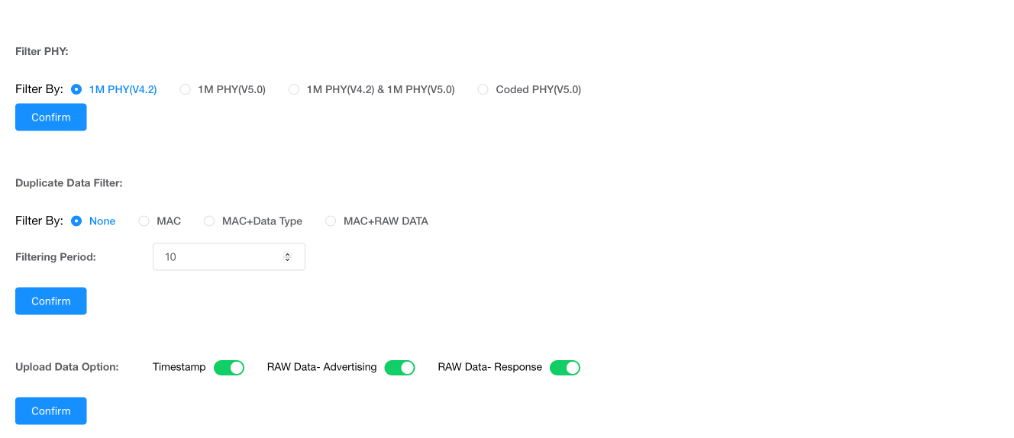 Filter PHY:
Filter By: 1M PHY(V4.2) 1M PHY(V5.0) 1M PHY(V4.2) & 1M PHY(V5.0) Coded PHY(V5.0)
Confirm
Duplicate Data Filter:
Filter By: None MAC MAC+Data Type MAC+RAW DATA
Filtering Period: 10
Confirm
Upload Data Option: Timestamp RAW Data- Advertising RAW Data- Response
Confirm